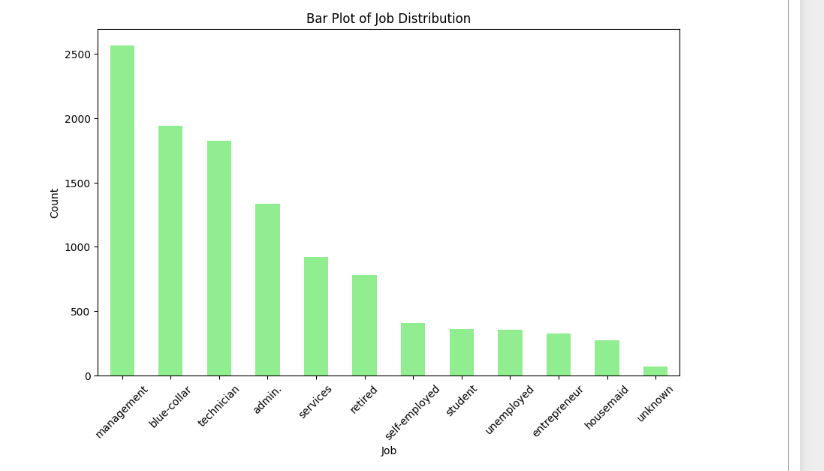 Bar Plot of Job Distribution
2500
2000
1500
1000
500
0
Count
management
blue-collar
technician
admin.
services
retired
self-employed
student
unemployed
entrepreneur
housemaid
unknown
Job